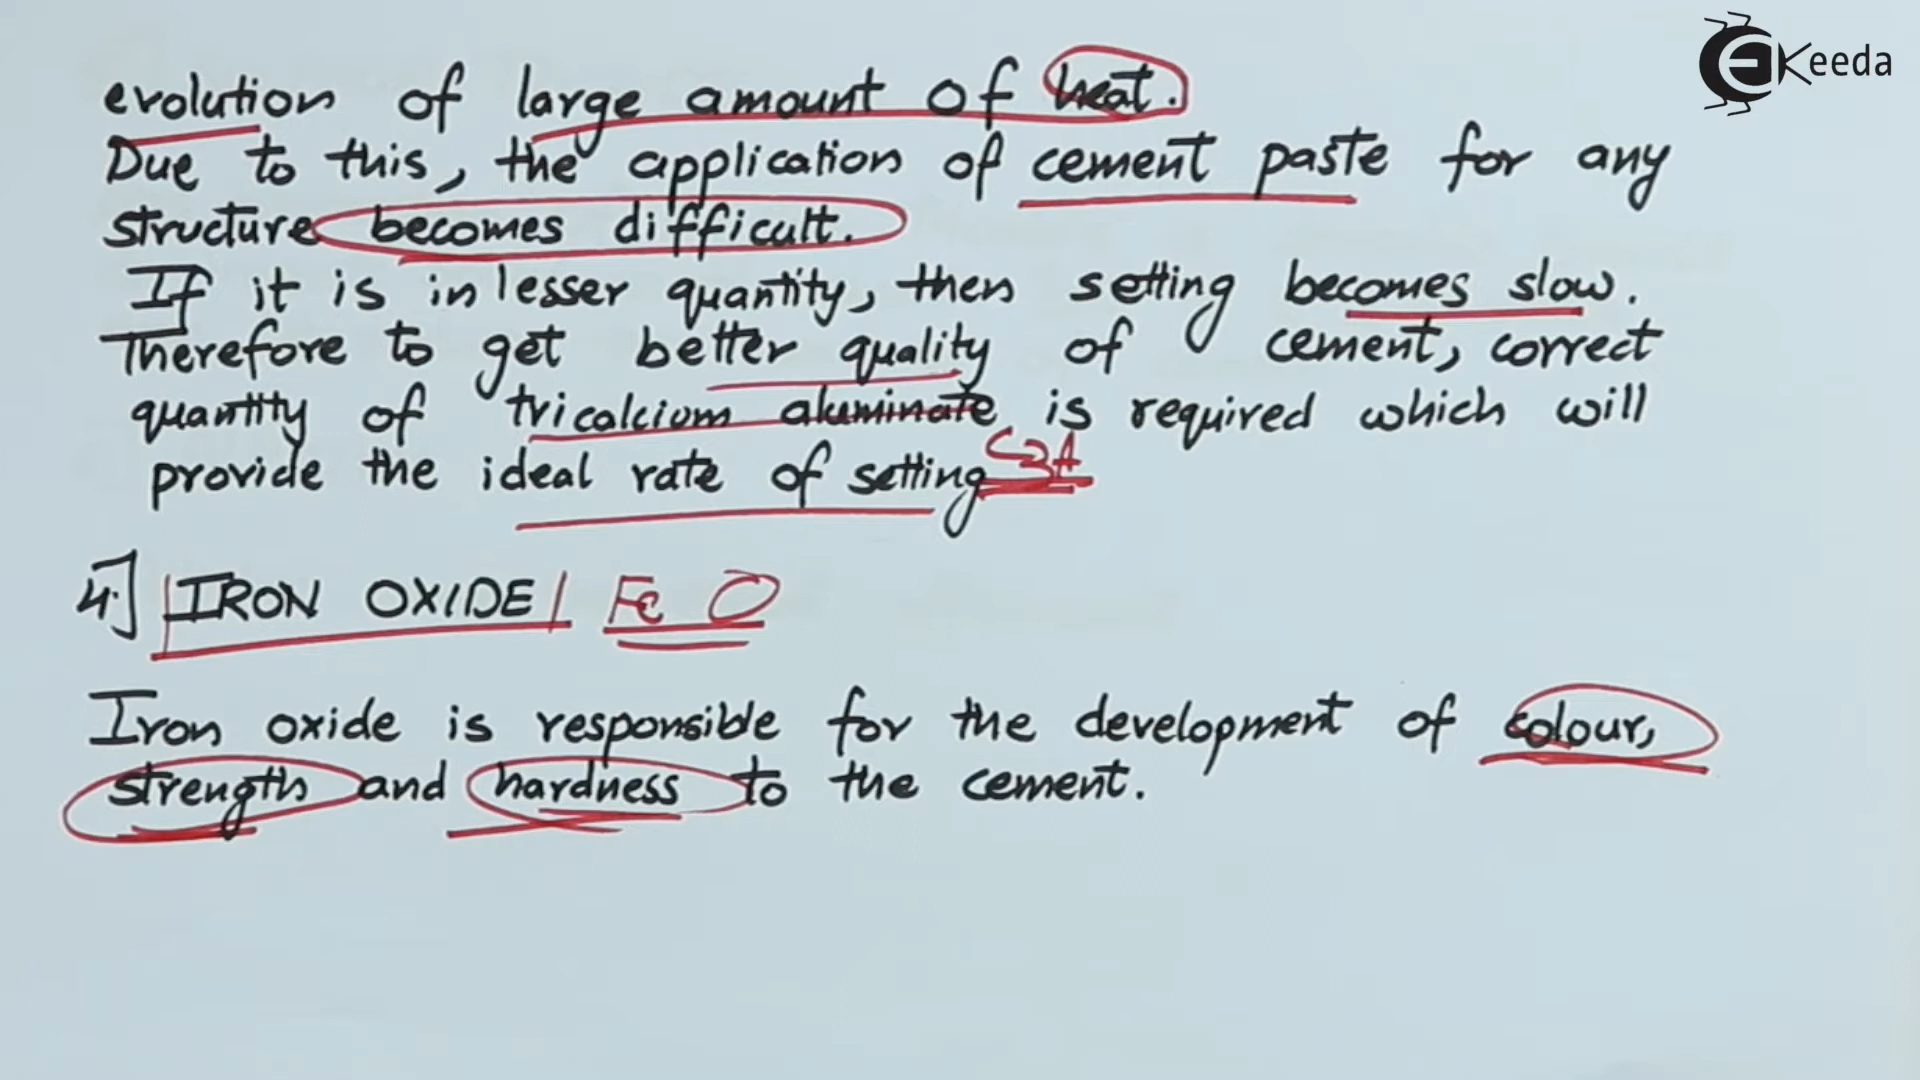 Keeda
evolution of large amount of heat.
Due to this, the application of cement paste for any
structure becomes difficult.
If it is in lesser quantity, then setting becomes slow.
Therefore to get better quality of cement, correct
quantity of tricalcium aluminate is required which will
provide the ideal rate of setting C3A
4.] IRON OXIDE Fe O
Iron oxide is responsible for the development of colour,
strength and hardness to the cement.